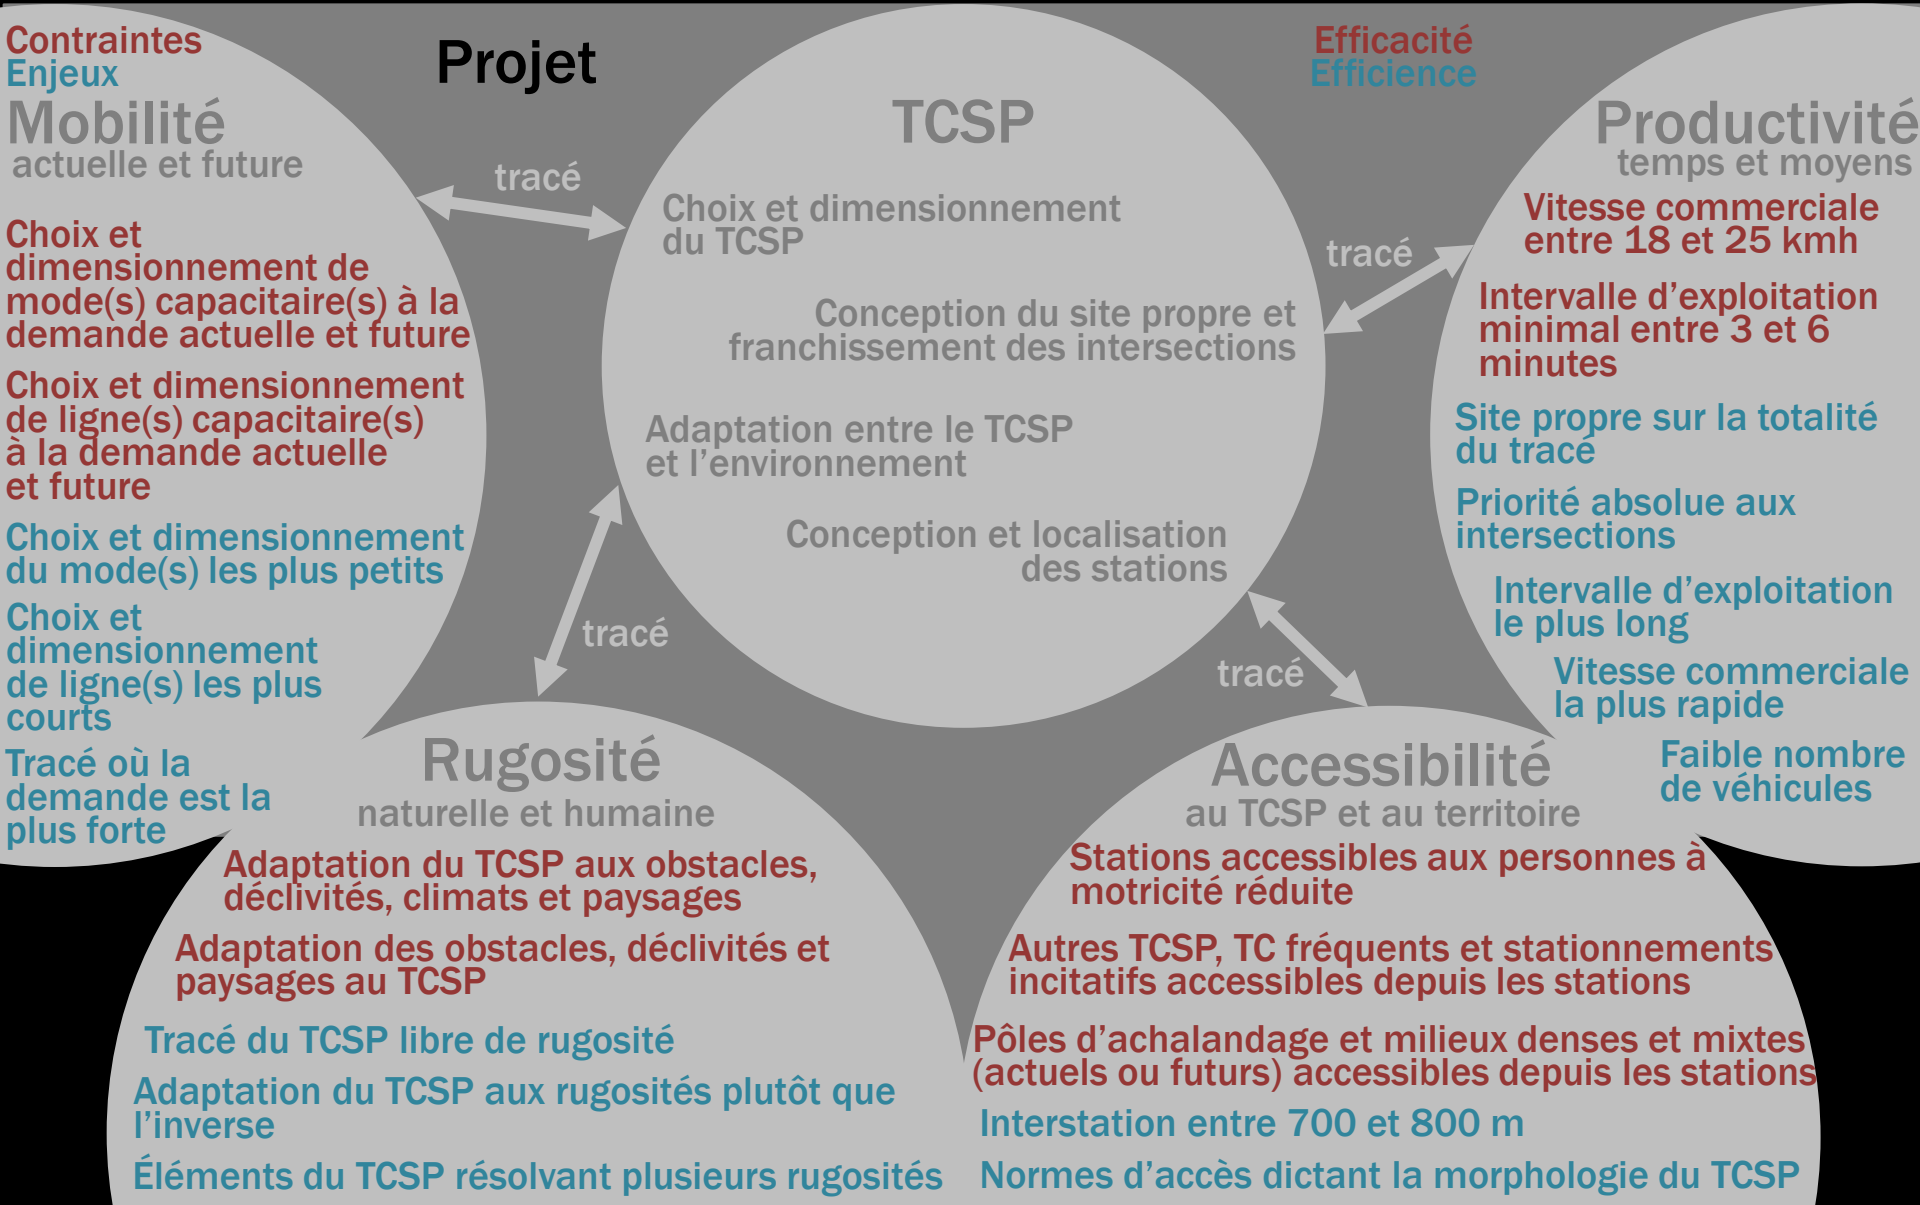 Contraintes
Enjeux
Mobilité
actuelle et future
Choix et
dimensionnement de
mode(s) capacitaire(s) à la
demande actuelle et future
Choix et dimensionnement
de ligne(s) capacitaire(s)
à la demande actuelle
et future
Choix et dimensionnement
du mode(s) les plus petits
Choix et
dimensionnement
de ligne(s) les plus
courts
Tracé où la
demande est la
plus forte
Projet
tracé
TCSP
Choix et dimensionnement
du TCSP
Conception du site propre et
franchissement des intersections
Adaptation entre le TCSP
et l’environnement
Conception et localisation
des stations
tracé
tracé
tracé
Efficacité
Efficience
Productivité
temps et moyens
Vitesse commerciale
entre 18 et 25 kmh
Intervalle d’exploitation
minimal entre 3 et 6
minutes
Site propre sur la totalité
du tracé
Priorité absolue aux
intersections
Intervalle d’exploitation
le plus long
Vitesse commerciale
la plus rapide
Faible nombre
de véhicules
Rugosité
naturelle et humaine
Adaptation du TCSP aux obstacles,
déclivités, climats et paysages
Adaptation des obstacles, déclivités et
paysages au TCSP
Tracé du TCSP libre de rugosité
Adaptation du TCSP aux rugosités plutôt que
l’inverse
Éléments du TCSP résolvant plusieurs rugosités
Accessibilité
au TCSP et au territoire
Stations accessibles aux personnes à
motricité réduite
Autres TCSP, TC fréquents et stationnements
incitatifs accessibles depuis les stations
Pôles d’achalandage et milieux denses et mixtes
(actuels ou futurs) accessibles depuis les stations
Interstation entre 700 et 800 m
Normes d’accès dictant la morphologie du TCSP